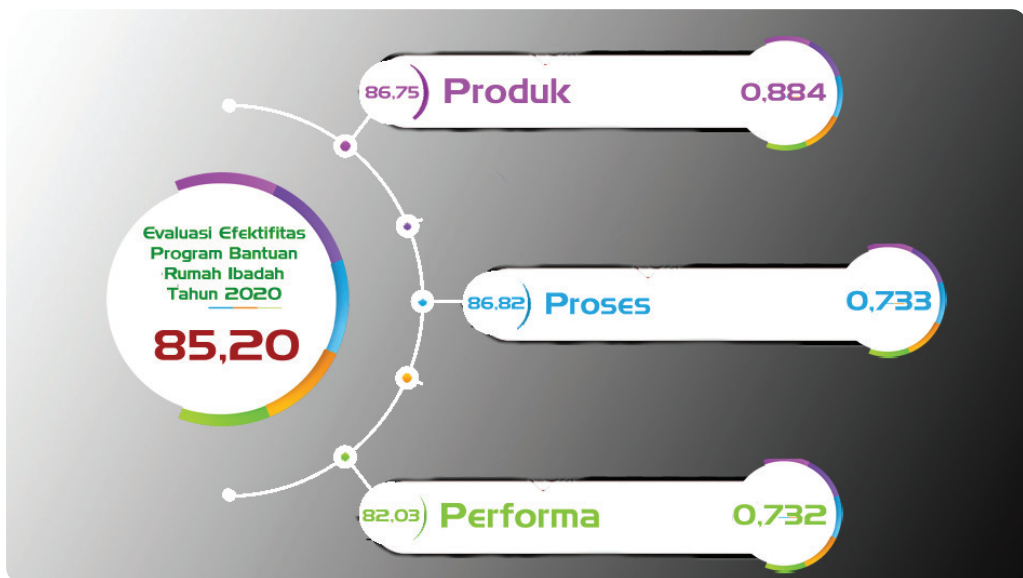 Evaluasi Efektifitas
Program Bantuan
Rumah Ibadah
Tahun 2020
85,20
86,75 Produk 0,884
86,82 Proses 0,733
82,03 Performa 0,732